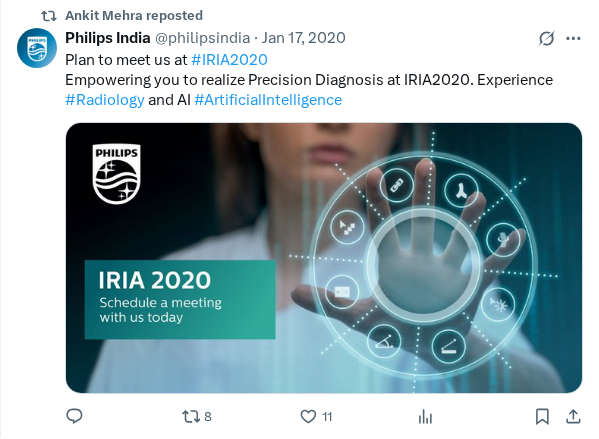 Ankit Mehra reposted
Philips India @philipsindia · Jan 17, 2020
Plan to meet us at #IRIA2020
Empowering you to realize Precision Diagnosis at IRIA2020. Experience
#Radiology and AI #ArtificialIntelligence
PHILIPS
IRIA 2020
Schedule a meeting
with us today
8
11